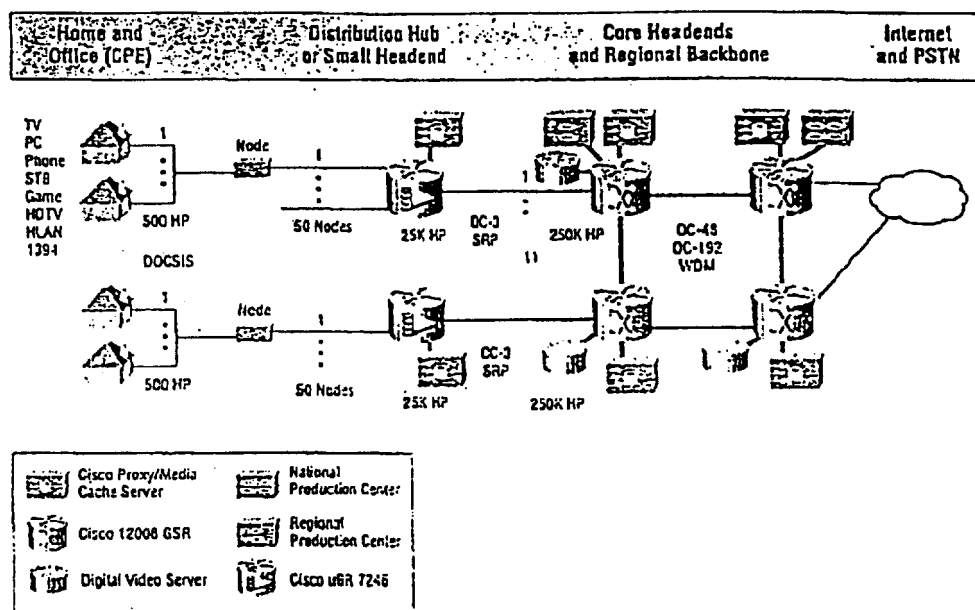 Home and
Office (CPE)
Distribution Hub
or Small Headend
Core Headends
and Regional Backbone
Internet
and PSTN
TV
PC
Phone
STB
Game
HDTV
HLAN
1394
1
500 HP
DOCSIS
Node
1
50 Nodes
25K HP
OC-3
SRP
1
11
250K HP
OC-48
OC-192
WDM
1
500 HP
Node
1
50 Nodes
25K HP
OC-3
SRP
250K HP
Cisco Proxy/Media
Cache Server
National
Production Center
Cisco 12008 GSR
Regional
Production Center
Digital Video Server
Cisco uBR 7246